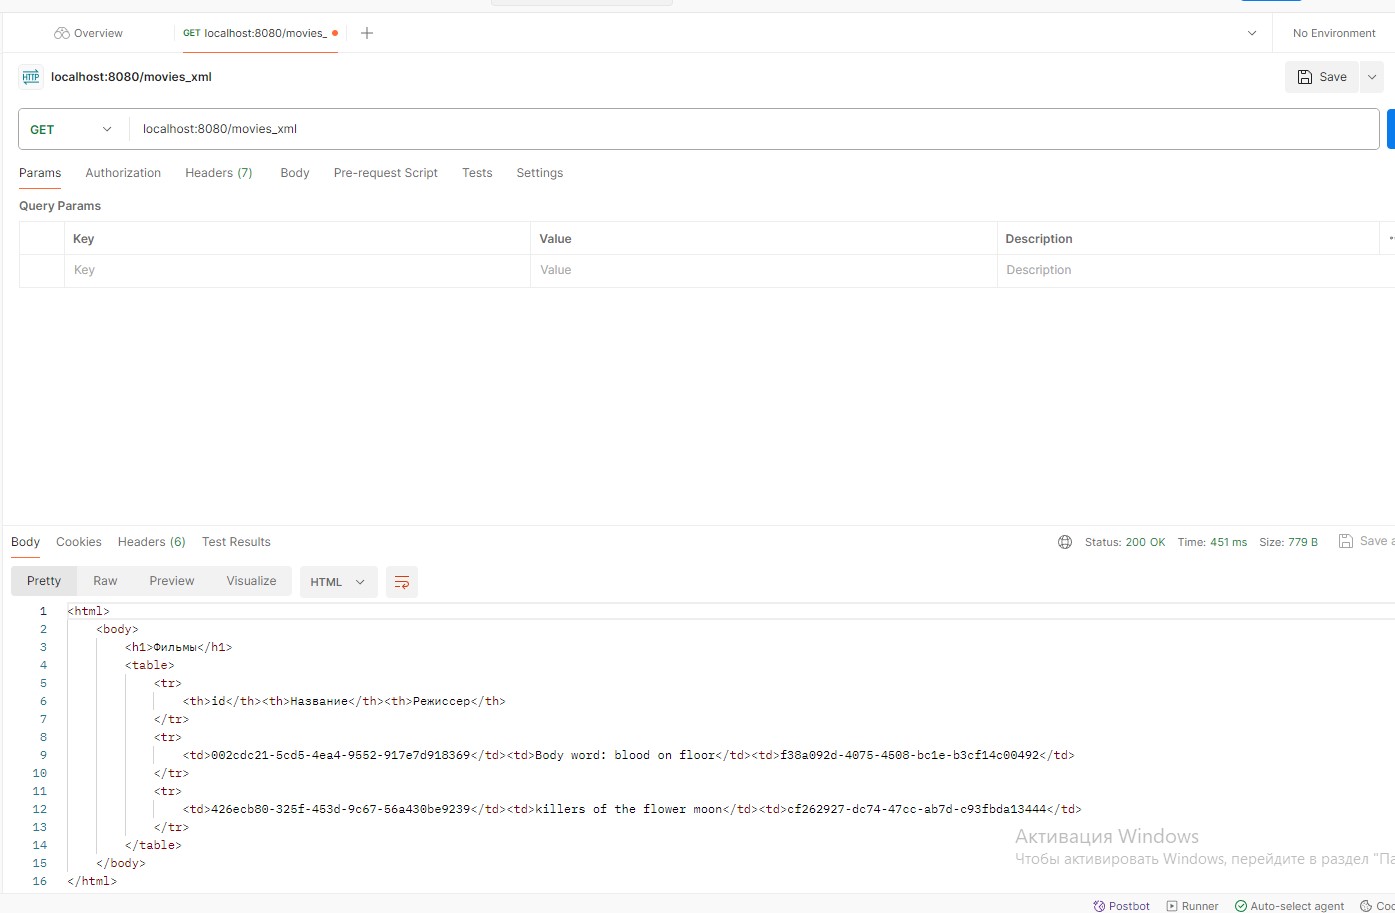 Overview
GET localhost:8080/movies_
No Environment
HTTP localhost:8080/movies_xml
Save
GET localhost:8080/movies_xml
Params Authorization Headers (7) Body Pre-request Script Tests Settings
Query Params
Key Value Description
Key Value Description
Body Cookies Headers (6) Test Results
Status: 200 OK Time: 451 ms Size: 779 B Save
Pretty Raw Preview Visualize HTML
1 <html>
2 <body>
3 <h1>Фильмы</h1>
4 <table>
5 <tr>
6 <th>id</th><th>Название</th><th>Режиссер</th>
7 </tr>
8 <tr>
9 <td>002cdc21-5cd5-4ea4-9552-917e7d918369</td><td>Body word: blood on floor</td><td>f38a092d-4075-4508-bc1e-b3cf14c00492</td>
10 </tr>
11 <tr>
12 <td>426ecb80-325f-453d-9c67-56a430be9239</td><td>killers of the flower moon</td><td>cf262927-dc74-47cc-ab7d-c93fbda13444</td>
13 </tr>
14 </table>
15 </body>
16 </html>
Активация Windows
Чтобы активировать Windows, перейдите в раздел "Па
Postbot Runner Auto-select agent